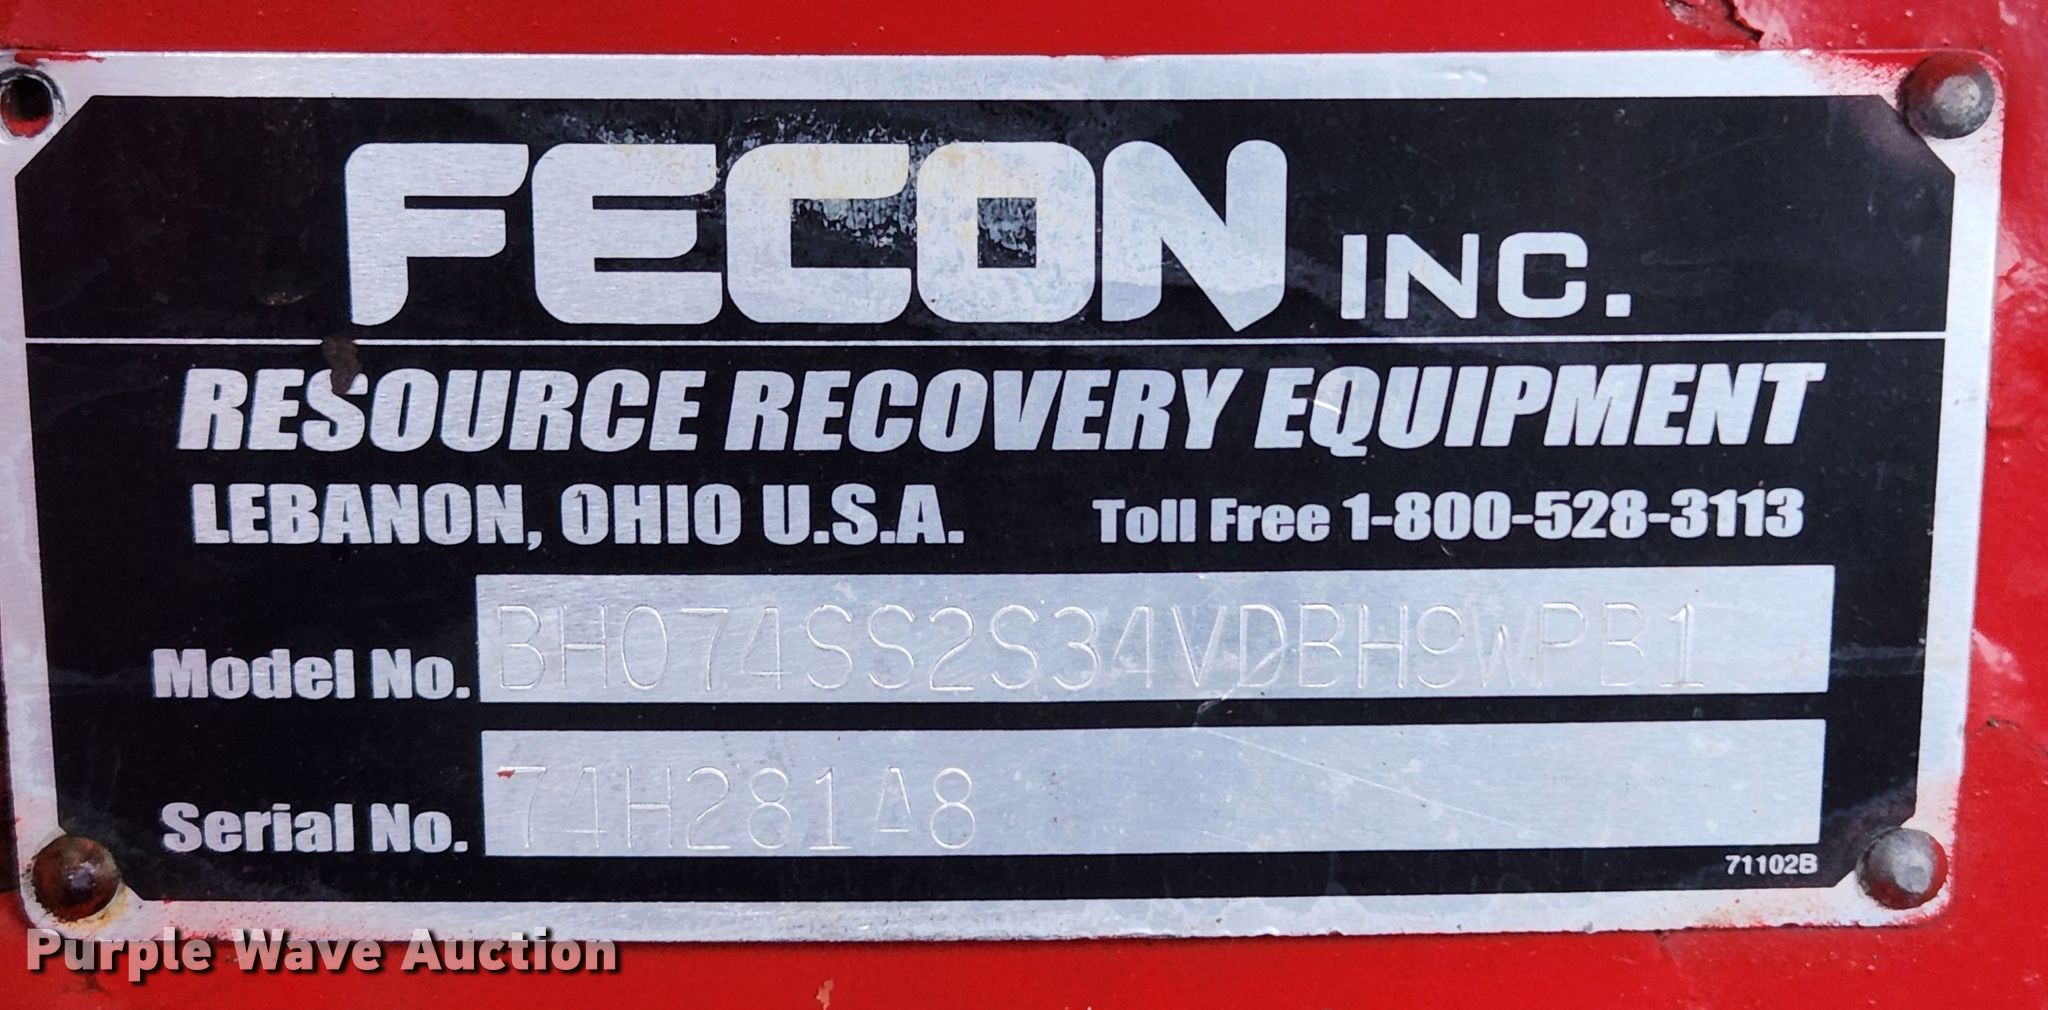 FECON INC.
RESOURCE RECOVERY EQUIPMENT
LEBANON, OHIO U.S.A. Toll Free 1-800-528-3113
Model No. BH074SS2S34VDBH9WPB1
Serial No. 74H281A8
71102B
Purple Wave Auction